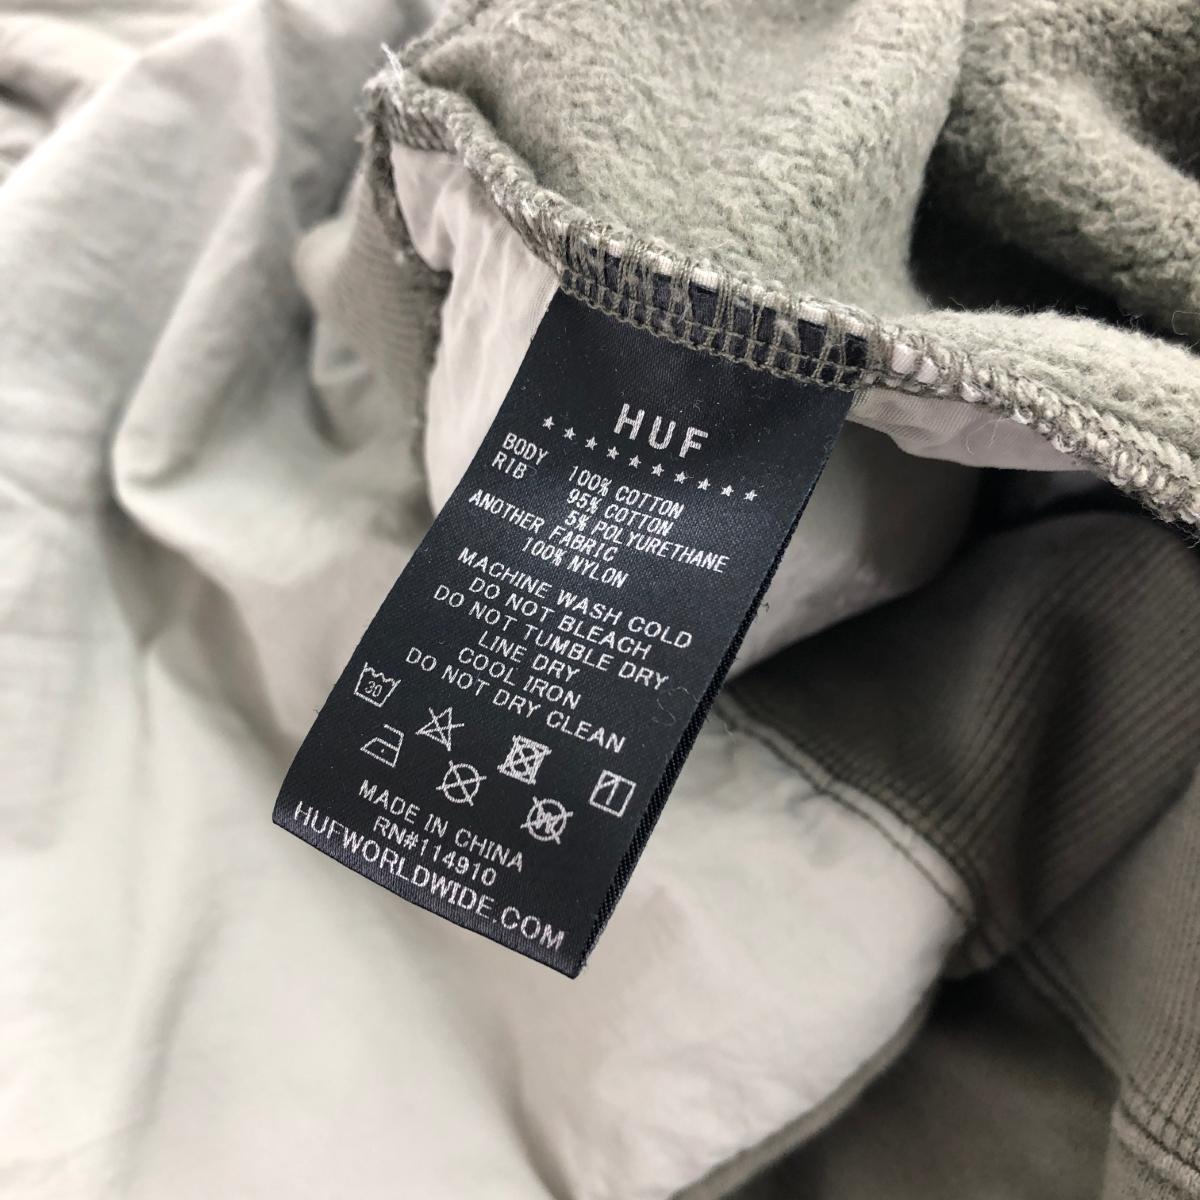 HUF
BODY 100% COTTON
RIB 95% COTTON
5% POLYURETHANE
ANOTHER FABRIC
100% NYLON
MACHINE WASH COLD
DO NOT BLEACH
DO NOT TUMBLE DRY
LINE DRY
COOL IRON
DO NOT DRY CLEAN
30
MADE IN CHINA
RN#114910
HUFWORLDWIDE.COM